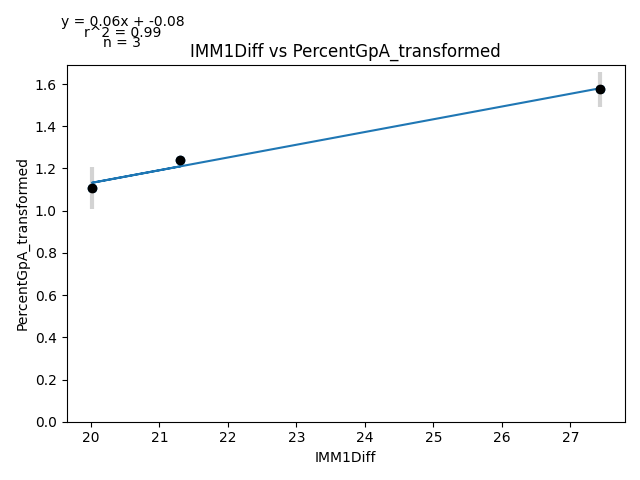 y = 0.06x + -0.08
r^2 = 0.99
n = 3
IMM1Diff vs PercentGpA_transformed
PercentGpA_transformed
1.6
1.4
1.2
1.0
0.8
0.6
0.4
0.2
0.0
20 21 22 23 24 25 26 27
IMM1Diff